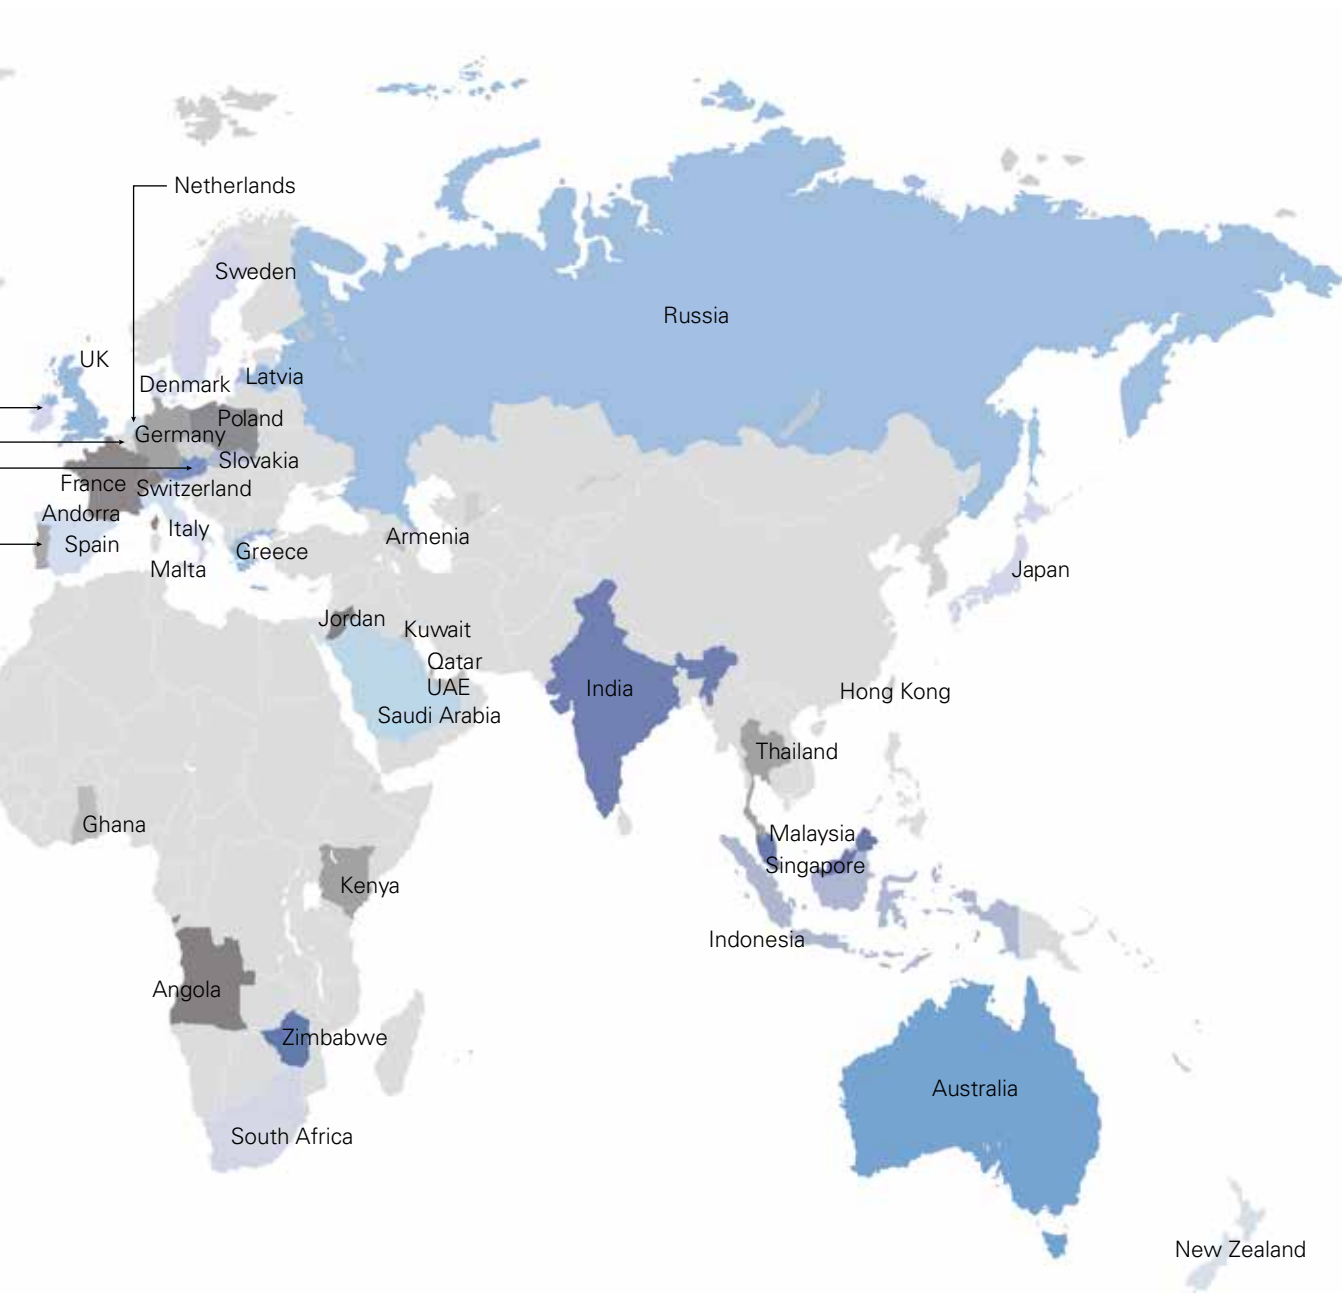 Netherlands
Sweden
Russia
UK
Denmark
Latvia
Poland
Germany
Slovakia
France
Switzerland
Andorra
Italy
Spain
Greece
Armenia
Malta
Japan
Jordan
Kuwait
Qatar
UAE
India
Hong Kong
Saudi Arabia
Thailand
Ghana
Malaysia
Singapore
Kenya
Indonesia
Angola
Zimbabwe
Australia
South Africa
New Zealand